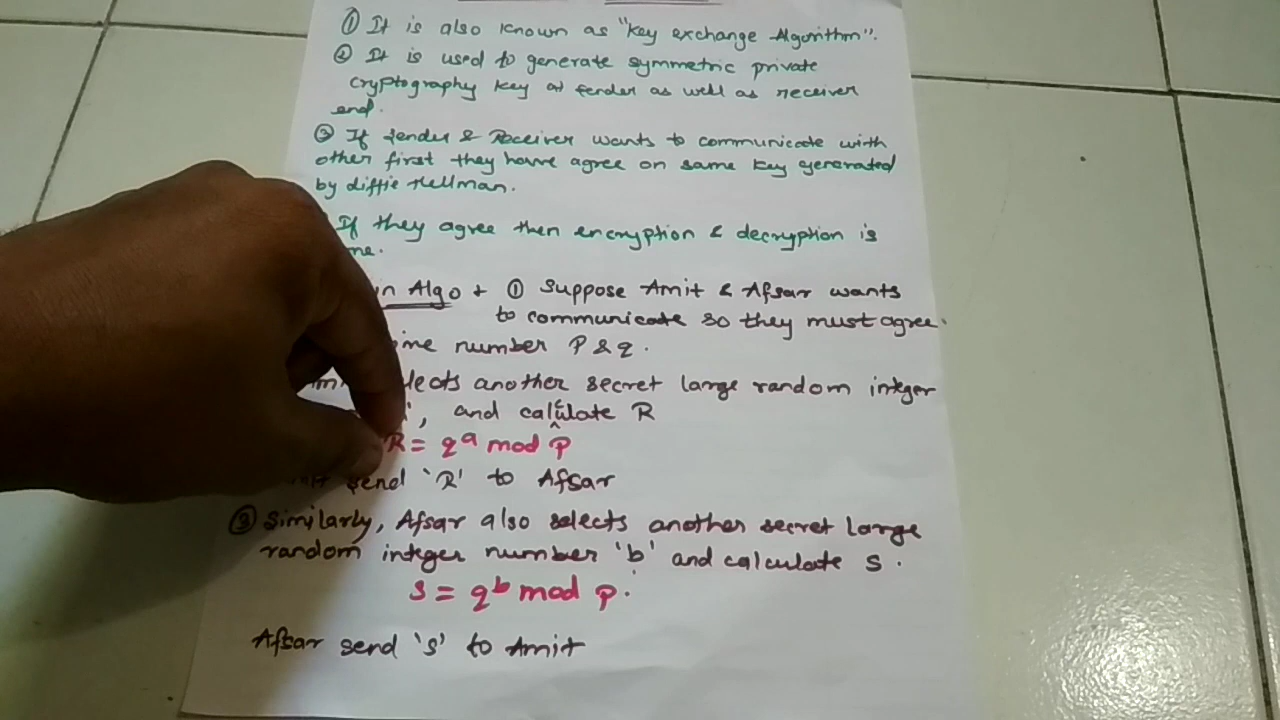 ① It is also known as "Key exchange Algorithm".
② It is used to generate symmetric private
cryptography key at sender as well as receiver
end.
③ If sender & Receiver wants to communicate with
other first they have agree on same key generated
by diffie Hellman.
If they agree then encryption & decryption is
in Algo ① Suppose Amit & Afsar wants
to communicate so they must agree.
number P & q.
another secret large random integer
, and calculate R
R = q^a mod p
send 'R' to Afsar
③ Similarly, Afsar also selects another secret large
random integer number 'b' and calculate S.
S = q^b mod p.
Afsar send 'S' to Amit